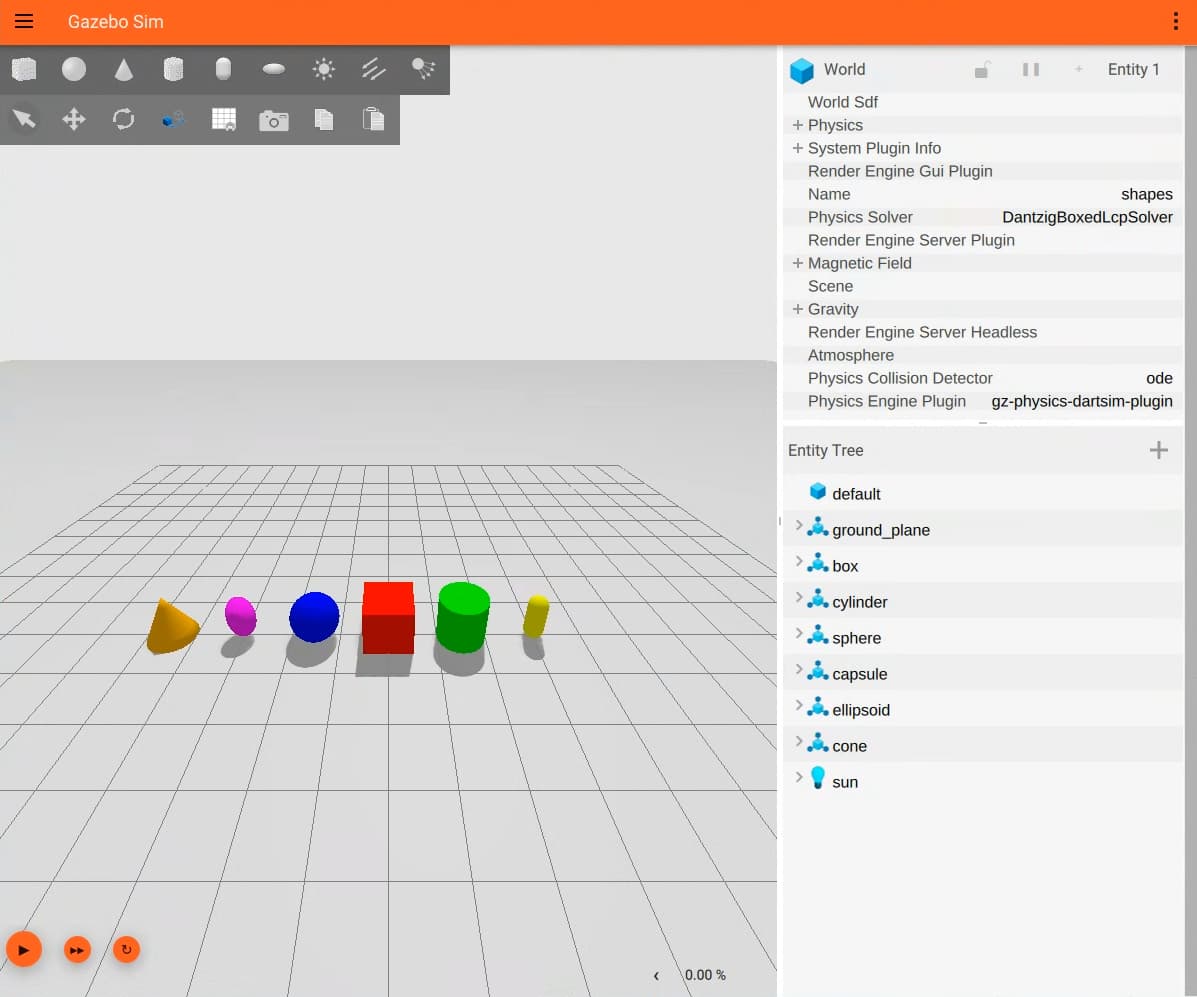 Gazebo Sim
World
Entity 1
World Sdf
Physics
System Plugin Info
Render Engine Gui Plugin
Name shapes
Physics Solver DantzigBoxedLcpSolver
Render Engine Server Plugin
Magnetic Field
Scene
Gravity
Render Engine Server Headless
Atmosphere
Physics Collision Detector ode
Physics Engine Plugin gz-physics-dartsim-plugin
Entity Tree
default
ground_plane
box
cylinder
sphere
capsule
ellipsoid
cone
sun
0.00 %